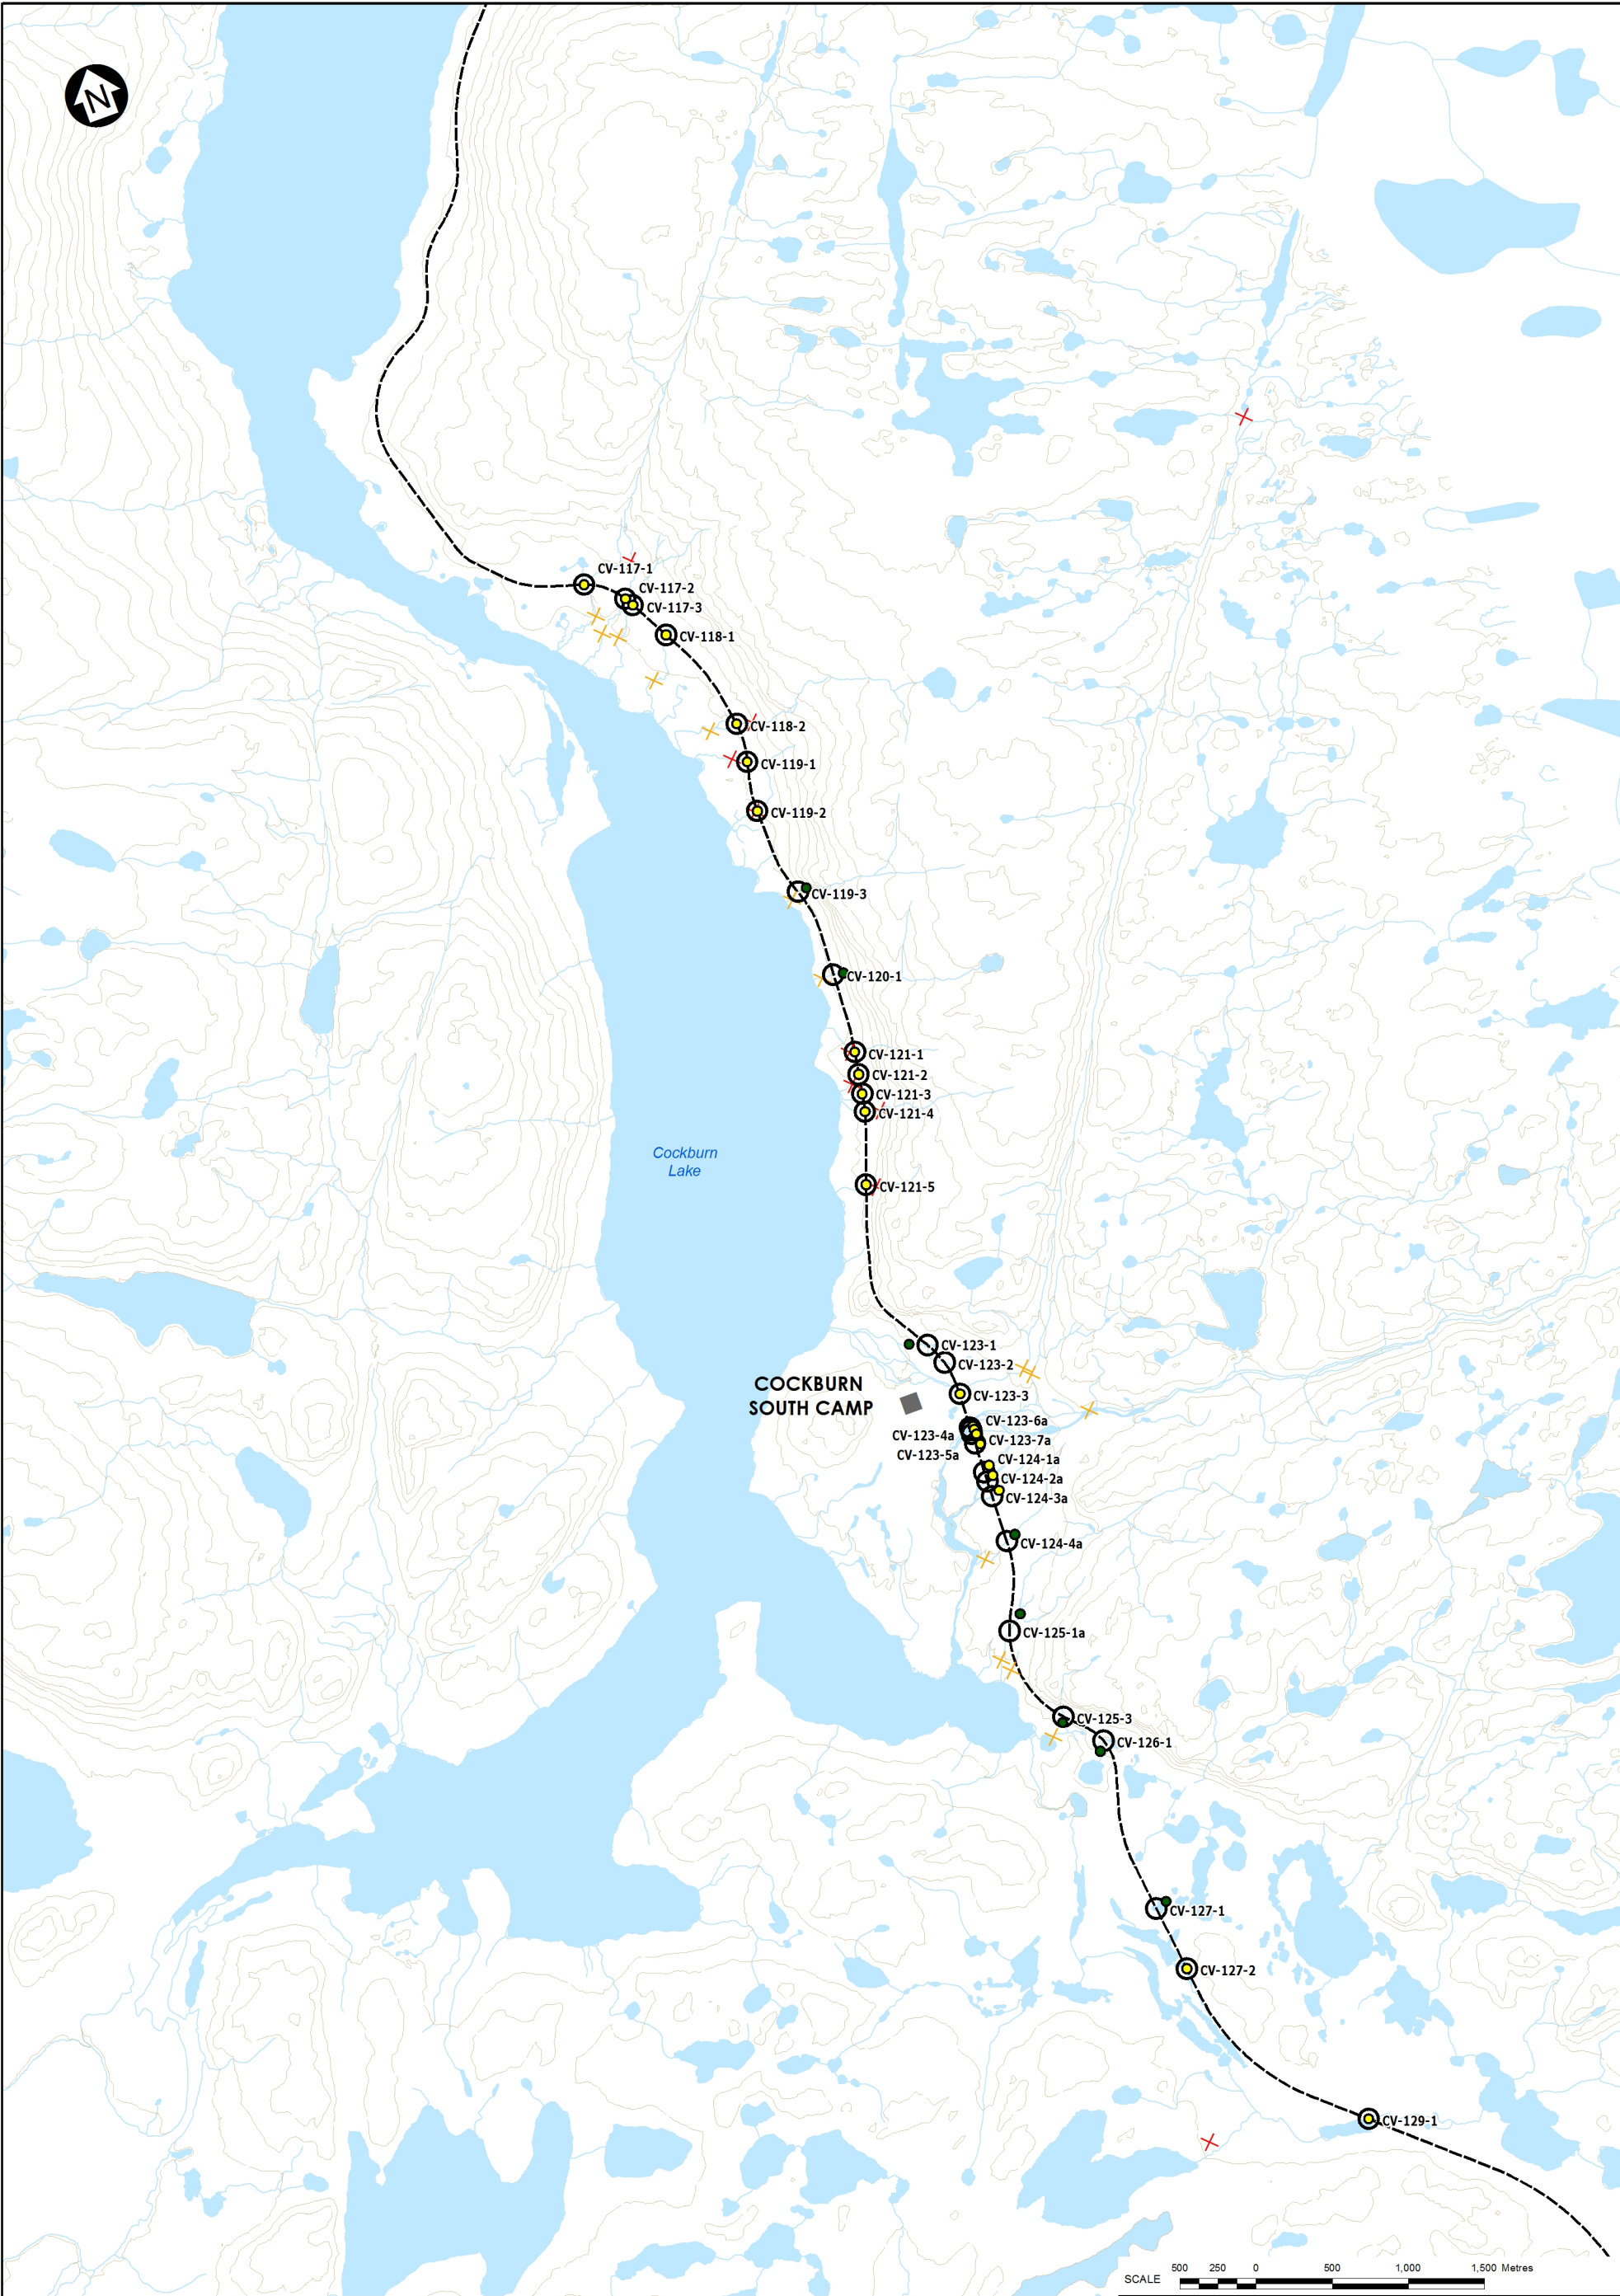 N
CV-117-1
CV-117-2
CV-117-3
CV-118-1
CV-118-2
CV-119-1
CV-119-2
CV-119-3
CV-120-1
CV-121-1
CV-121-2
CV-121-3
CV-121-4
Cockburn
Lake
CV-121-5
CV-123-1
CV-123-2
COCKBURN
SOUTH CAMP
CV-123-3
CV-123-6a
CV-123-4a
CV-123-7a
CV-123-5a
CV-124-1a
CV-124-2a
CV-124-3a
CV-124-4a
CV-125-1a
CV-125-3
CV-126-1
CV-127-1
CV-127-2
CV-129-1
500 250 0 500 1,000 1,500 Metres
SCALE